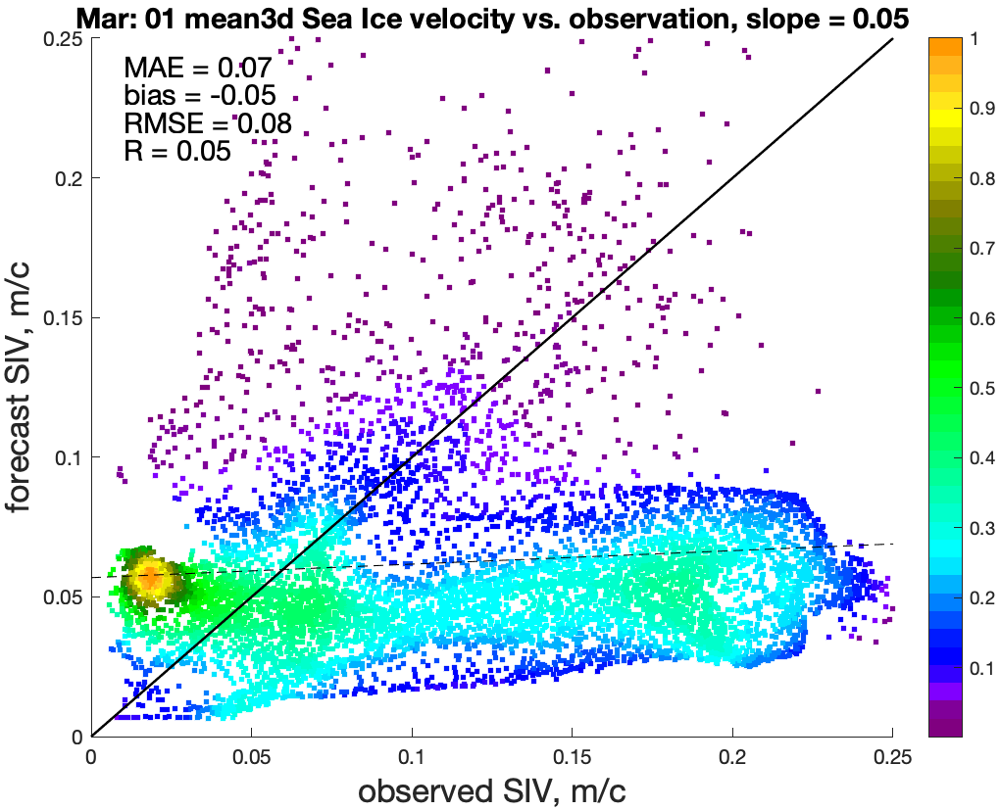 Mar: 01 mean3d Sea Ice velocity vs. observation, slope = 0.05
MAE = 0.07
bias = -0.05
RMSE = 0.08
R = 0.05
0.25
0.2
0.15
0.1
0.05
0
forecast SIV, m/c
0 0.05 0.1 0.15 0.2 0.25
observed SIV, m/c
1
0.9
0.8
0.7
0.6
0.5
0.4
0.3
0.2
0.1